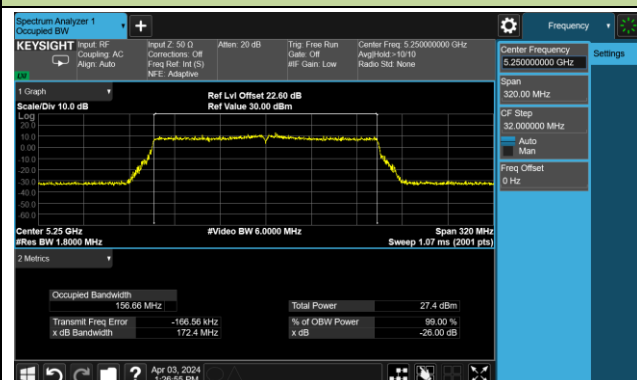 Spectrum Analyzer 1
Occupied BW
+
Frequency
KEYSIGHT
Input: RF
Coupling: AC
Align: Auto
Input Z: 50 Ω
Corrections: Off
Freq Ref: Int (S)
NFE: Adaptive
Atten: 20 dB
Trig: Free Run
Gate: Off
#IF Gain: Low
Center Freq: 5.250000000 GHz
Avg|Hold:>10/10
Radio Std: None
Center Frequency
5.250000000 GHz
Settings
Span
320.00 MHz
CF Step
32.000000 MHz
Auto
Man
Freq Offset
0 Hz
1 Graph
Scale/Div 10.0 dB
Ref Lvl Offset 22.60 dB
Ref Value 30.00 dBm
Log
20.0
10.0
0.00
-10.0
-20.0
-30.0
-40.0
-50.0
-60.0
Center 5.25 GHz
#Res BW 1.8000 MHz
#Video BW 6.0000 MHz
Span 320 MHz
Sweep 1.07 ms (2001 pts)
2 Metrics
Occupied Bandwidth
156.66 MHz
Total Power 27.4 dBm
Transmit Freq Error -166.56 kHz
% of OBW Power 99.00 %
x dB Bandwidth 172.4 MHz
x dB -26.00 dB
?
Apr 03, 2024
1:26:55 PM